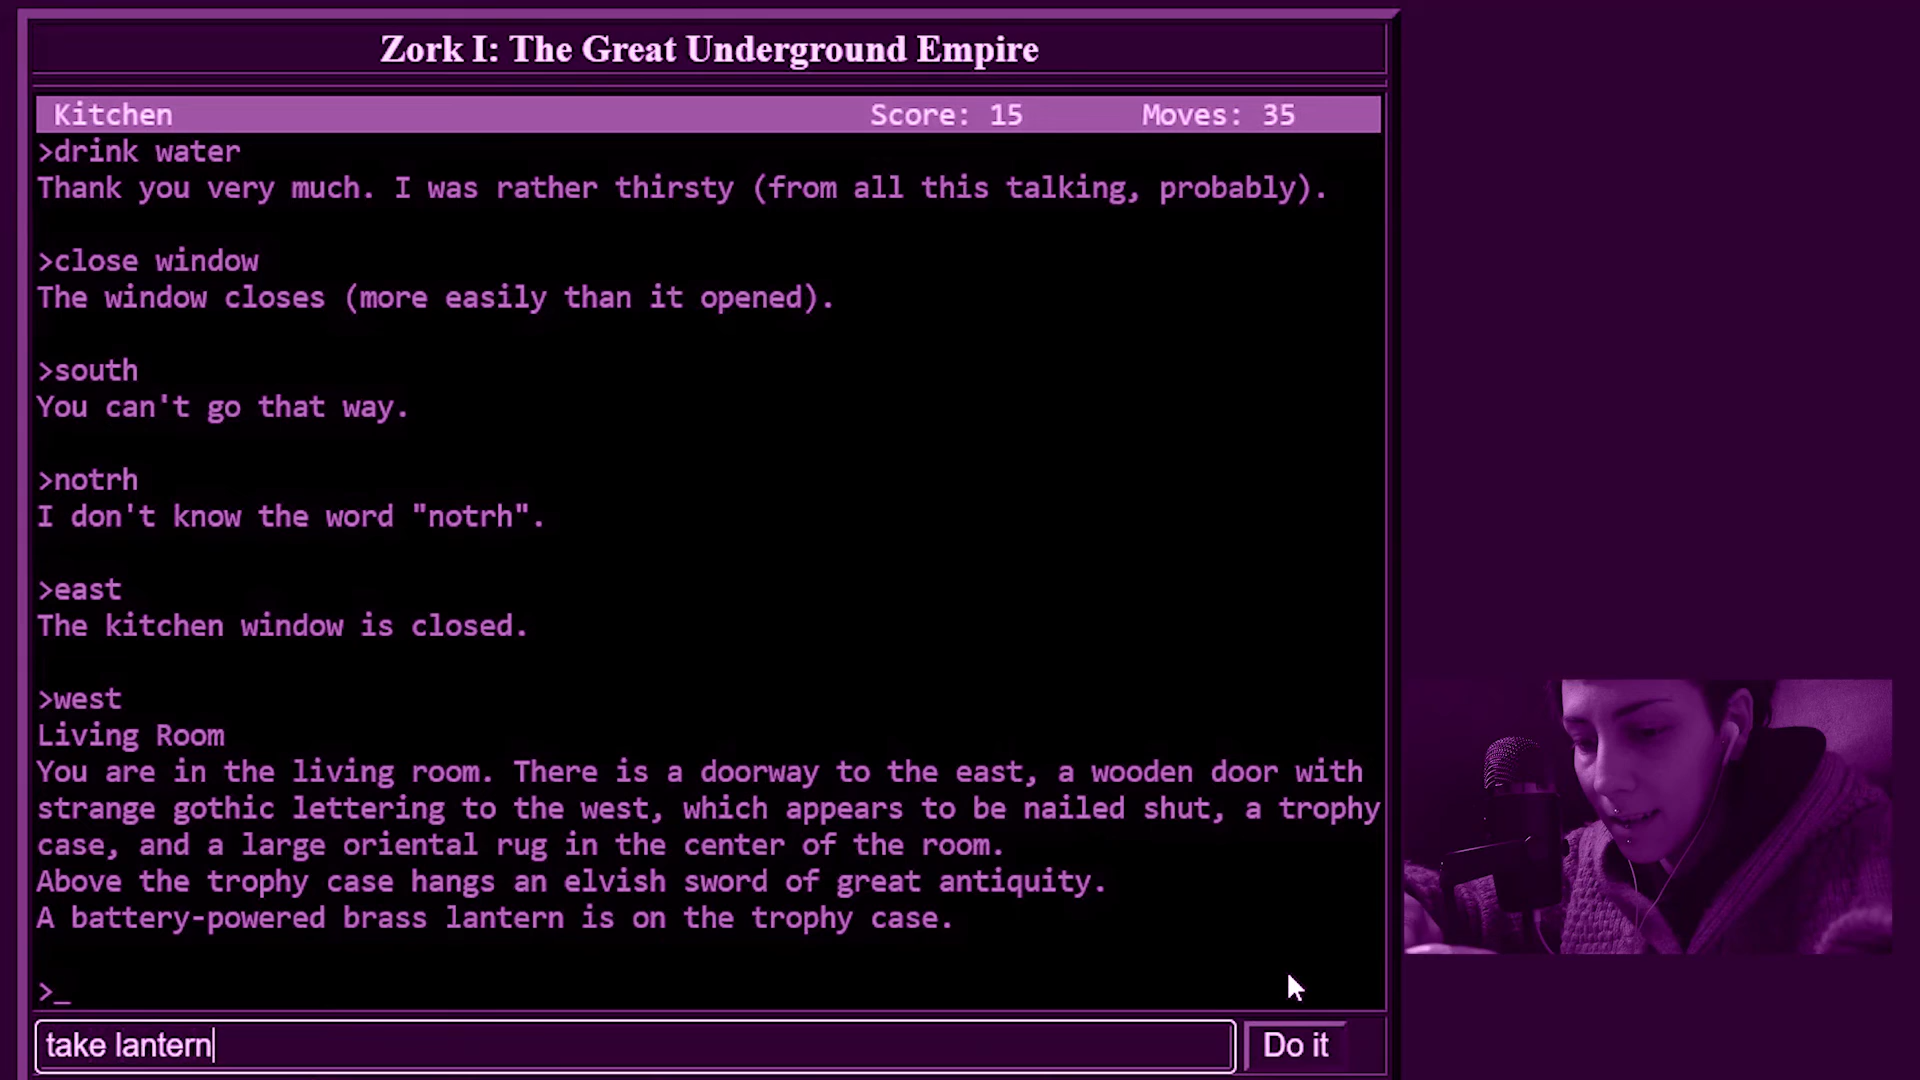 Zork I: The Great Underground Empire
Kitchen Score: 15 Moves: 35
>drink water
Thank you very much. I was rather thirsty (from all this talking, probably).
>close window
The window closes (more easily than it opened).
>south
You can't go that way.
>notrh
I don't know the word "notrh".
>east
The kitchen window is closed.
>west
Living Room
You are in the living room. There is a doorway to the east, a wooden door with
strange gothic lettering to the west, which appears to be nailed shut, a trophy
case, and a large oriental rug in the center of the room.
Above the trophy case hangs an elvish sword of great antiquity.
A battery-powered brass lantern is on the trophy case.
>_
take lantern Do it